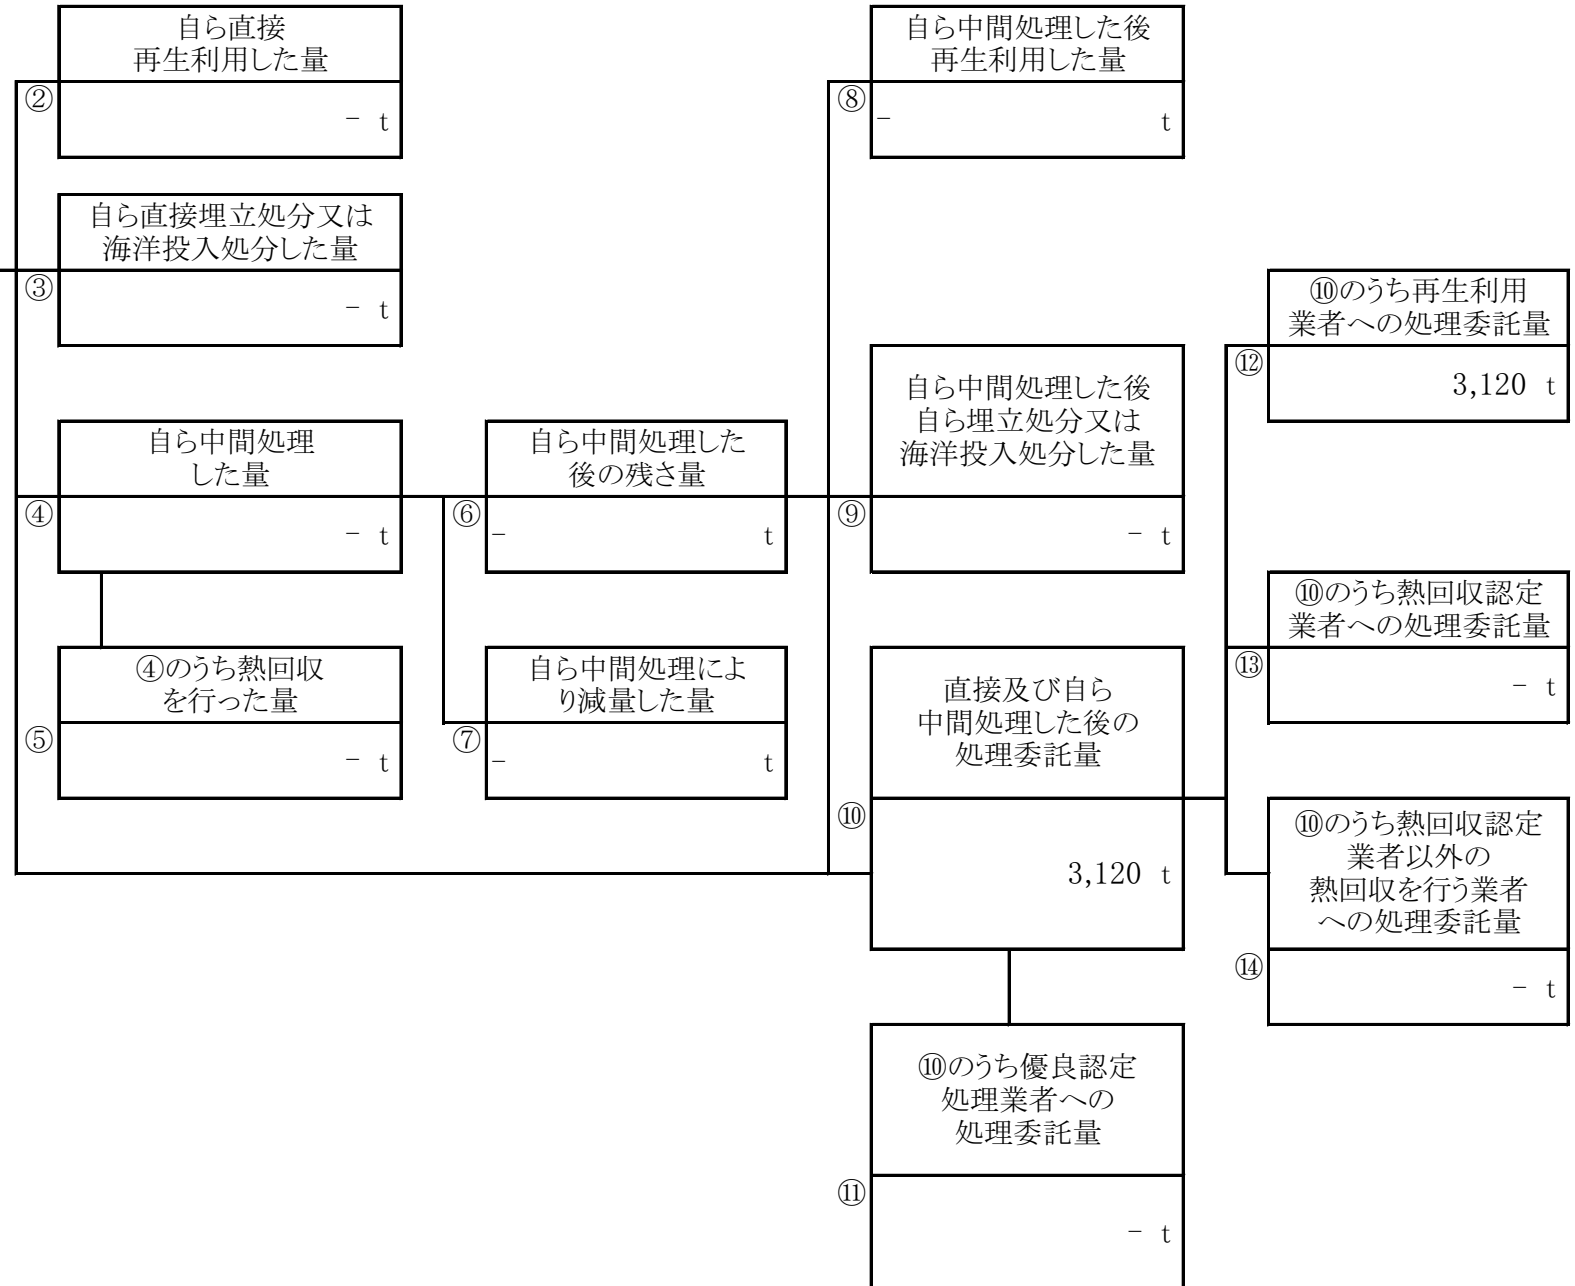 自ら直接
再生利用した量
②
－ t
自ら直接埋立処分又は
海洋投入処分した量
③
－ t
自ら中間処理
した量
④
－ t
④のうち熱回収
を行った量
⑤
－ t
自ら中間処理した
後の残さ量
⑥
－ t
自ら中間処理によ
り減量した量
⑦
－ t
自ら中間処理した後
再生利用した量
⑧
－ t
自ら中間処理した後
自ら埋立処分又は
海洋投入処分した量
⑨
－ t
直接及び自ら
中間処理した後の
処理委託量
⑩
3,120 t
⑩のうち優良認定
処理業者への
処理委託量
⑪
－ t
⑩のうち再生利用
業者への処理委託量
⑫
3,120 t
⑩のうち熱回収認定
業者への処理委託量
⑬
－ t
⑩のうち熱回収認定
業者以外の
熱回収を行う業者
への処理委託量
⑭
－ t